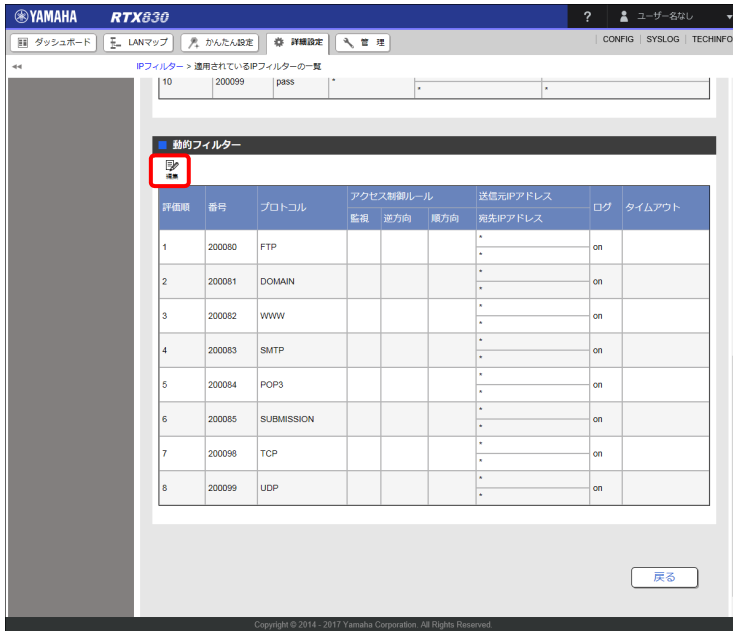 YAMAHA RTX830 ? ユーザー名なし
ダッシュボード LANマップ かんたん設定 詳細設定 管 理 CONFIG SYSLOG TECHINFO
IPフィルター > 適用されているIPフィルターの一覧
10 200099 pass *
* *
動的フィルター
編集
評価順 番号 プロトコル アクセス制御ルール 送信元IPアドレス ログ タイムアウト
監視 逆方向 順方向 宛先IPアドレス
1 200080 FTP * on
*
2 200081 DOMAIN * on
*
3 200082 WWW * on
*
4 200083 SMTP * on
*
5 200084 POP3 * on
*
6 200085 SUBMISSION * on
*
7 200098 TCP * on
*
8 200099 UDP * on
*
戻る
Copyright © 2014 - 2017 Yamaha Corporation. All Rights Reserved.